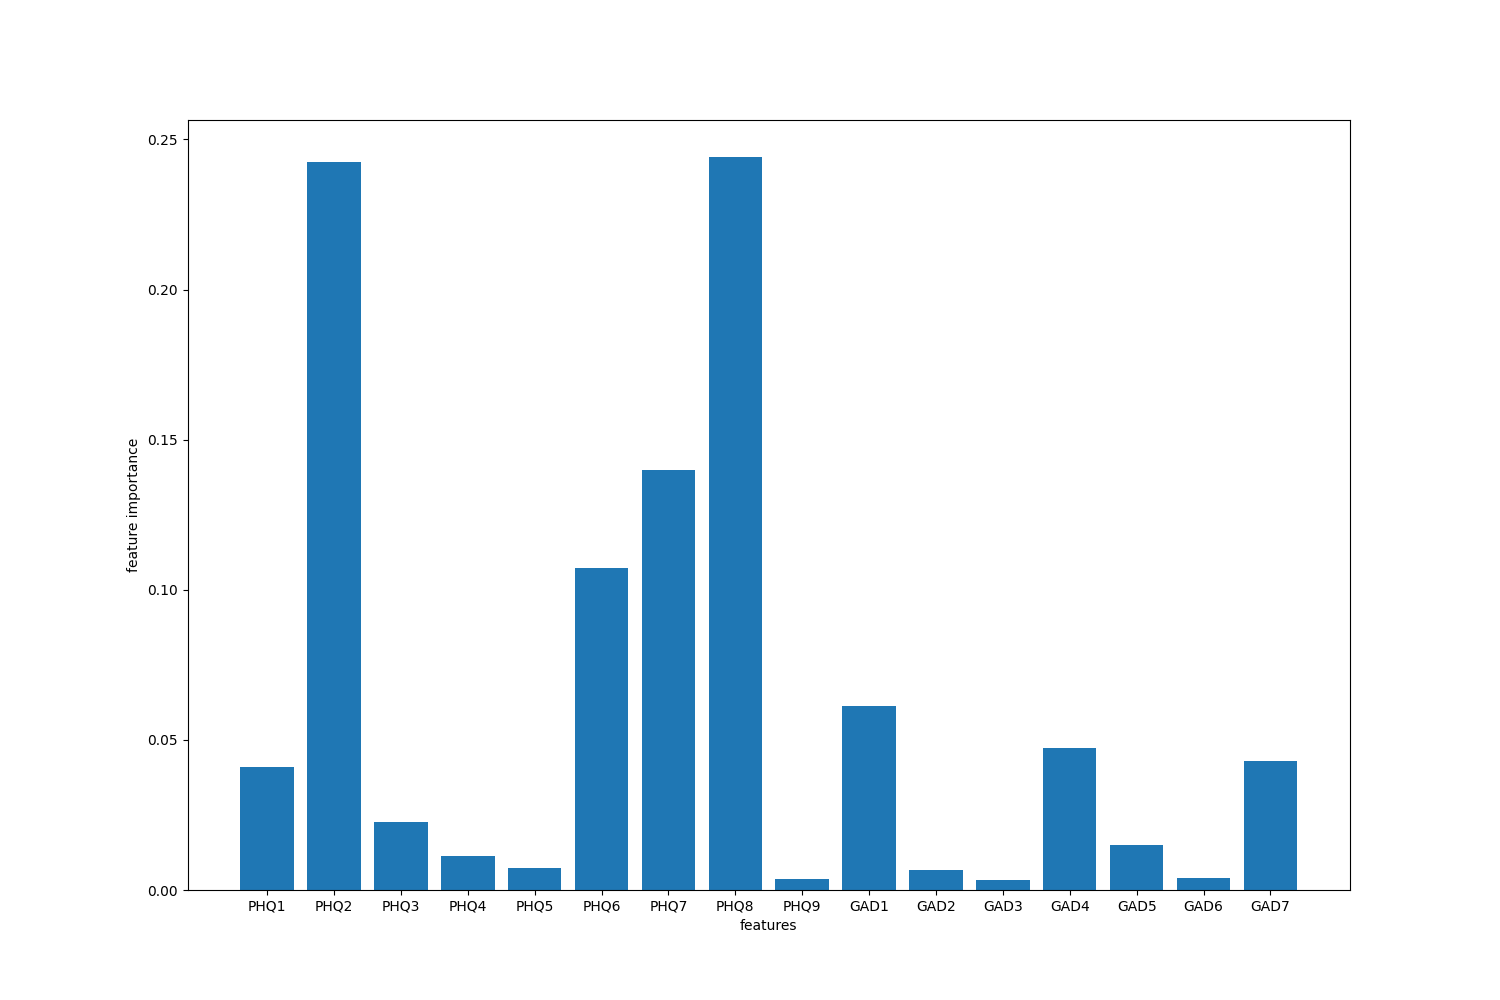 feature importance
0.25
0.20
0.15
0.10
0.05
0.00
PHQ1 PHQ2 PHQ3 PHQ4 PHQ5 PHQ6 PHQ7 PHQ8 PHQ9 GAD1 GAD2 GAD3 GAD4 GAD5 GAD6 GAD7
features